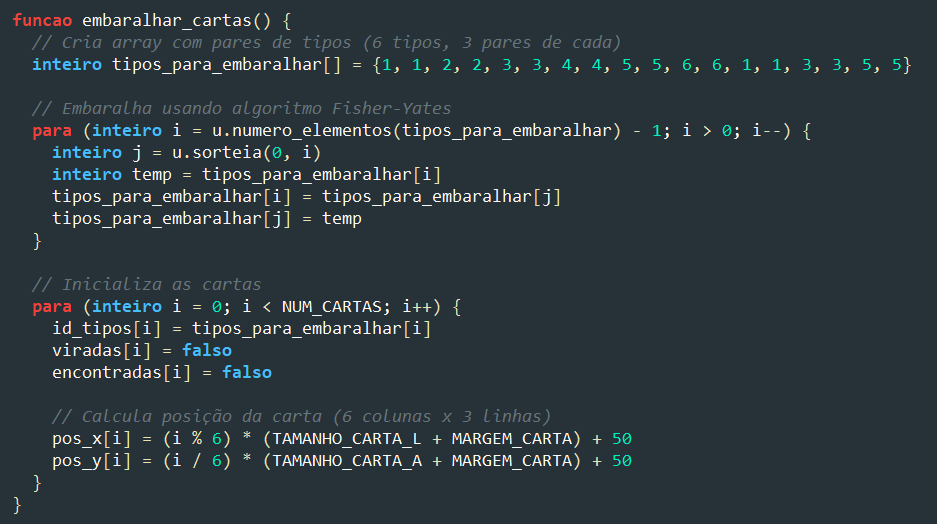 funcao embaralhar_cartas() {
  // Cria array com pares de tipos (6 tipos, 3 pares de cada)
  inteiro tipos_para_embaralhar[] = {1, 1, 2, 2, 3, 3, 4, 4, 5, 5, 6, 6, 1, 1, 3, 3, 5, 5}
  // Embaralha usando algoritmo Fisher-Yates
  para (inteiro i = u.numero_elementos(tipos_para_embaralhar) - 1; i > 0; i--) {
    inteiro j = u.sorteia(0, i)
    inteiro temp = tipos_para_embaralhar[i]
    tipos_para_embaralhar[i] = tipos_para_embaralhar[j]
    tipos_para_embaralhar[j] = temp
  }
  // Inicializa as cartas
  para (inteiro i = 0; i < NUM_CARTAS; i++) {
    id_tipos[i] = tipos_para_embaralhar[i]
    viradas[i] = falso
    encontradas[i] = falso
    // Calcula posição da carta (6 colunas x 3 linhas)
    pos_x[i] = (i % 6) * (TAMANHO_CARTA_L + MARGEM_CARTA) + 50
    pos_y[i] = (i / 6) * (TAMANHO_CARTA_A + MARGEM_CARTA) + 50
  }
}